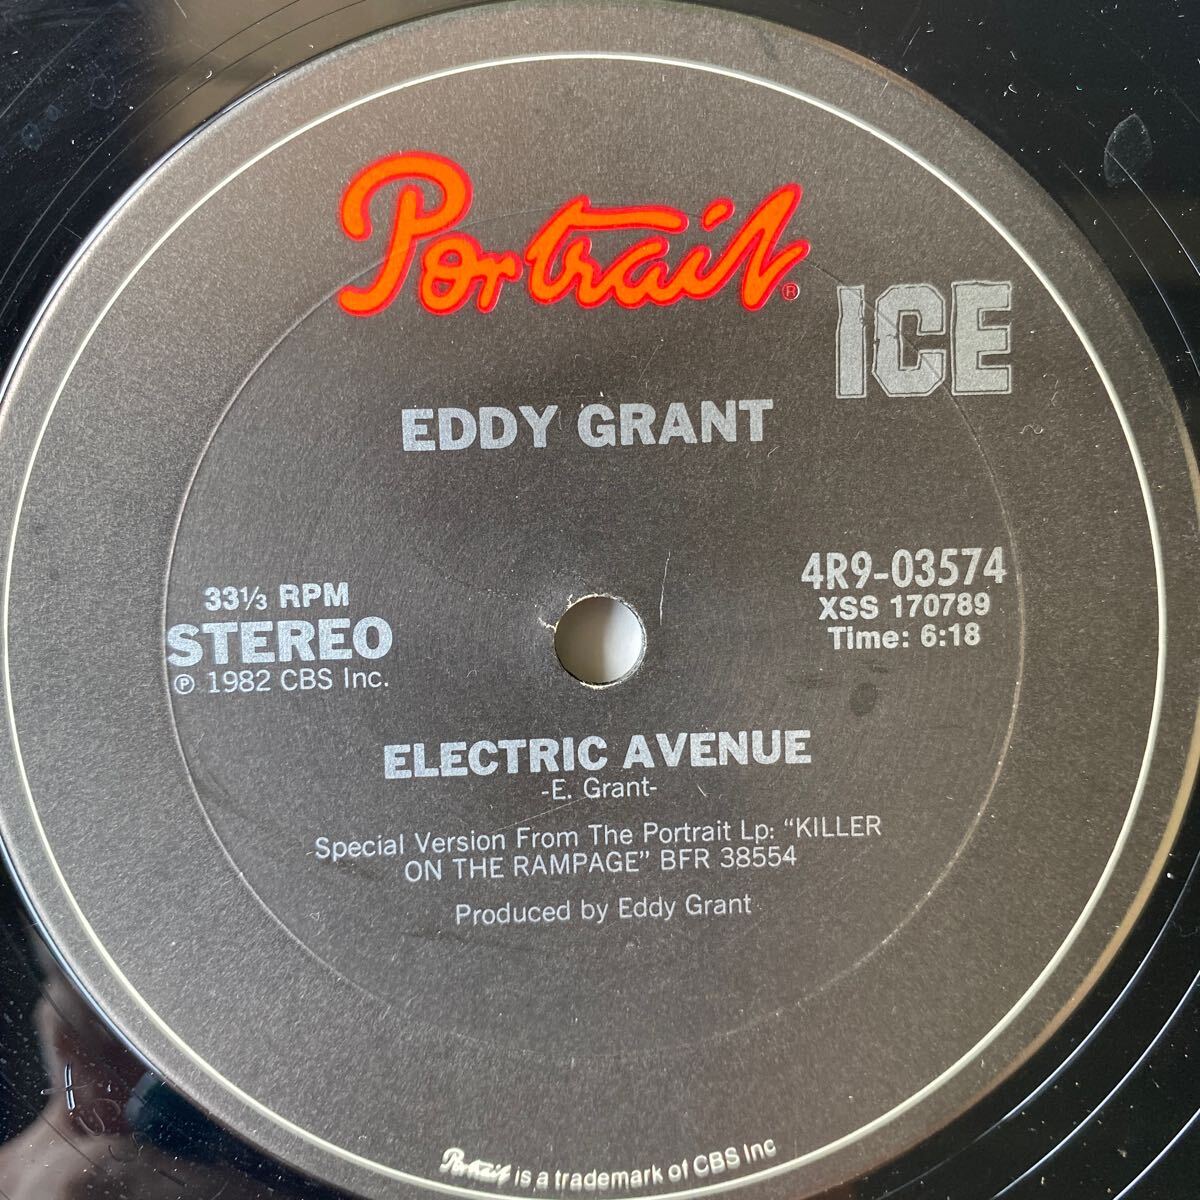 Portrait®
ICE
EDDY GRANT
33⅓ RPM
STEREO
℗ 1982 CBS Inc.
4R9-03574
XSS 170789
Time: 6:18
ELECTRIC AVENUE
-E. Grant-
Special Version From The Portrait Lp: “KILLER
ON THE RAMPAGE” BFR 38554
Produced by Eddy Grant
Portrait is a trademark of CBS Inc